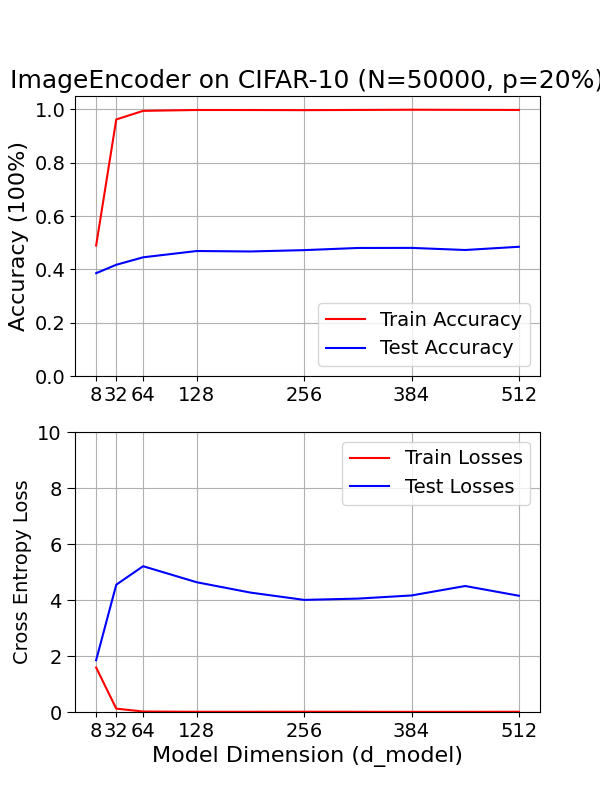 ImageEncoder on CIFAR-10 (N=50000, p=20%)
Accuracy (100%)
1.0
0.8
0.6
0.4
0.2
0.0
Train Accuracy
Test Accuracy
8 32 64 128 256 384 512
Cross Entropy Loss
10
8
6
4
2
0
Train Losses
Test Losses
8 32 64 128 256 384 512
Model Dimension (d_model)